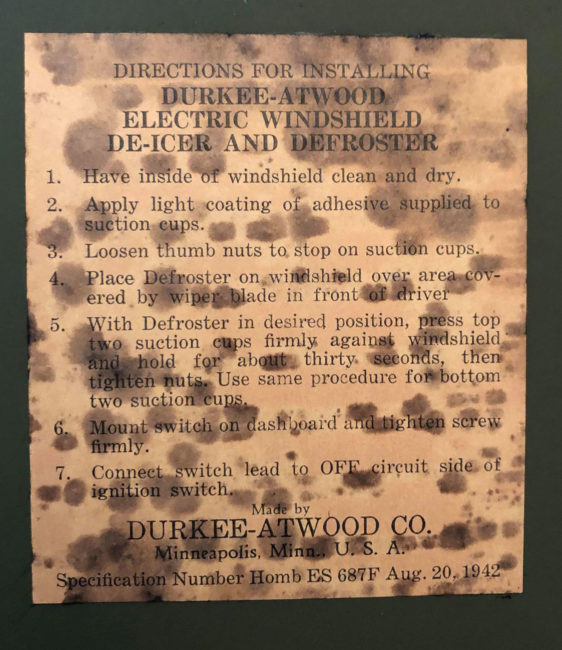 DIRECTIONS FOR INSTALLING
DURKEE-ATWOOD
ELECTRIC WINDSHIELD
DE-ICER AND DEFROSTER
1. Have inside of windshield clean and dry.
2. Apply light coating of adhesive supplied to
suction cups.
3. Loosen thumb nuts to stop on suction cups.
4. Place Defroster on windshield over area cov-
ered by wiper blade in front of driver
5. With Defroster in desired position, press top
two suction cups firmly against windshield
and hold for about thirty seconds, then
tighten nuts. Use same procedure for bottom
two suction cups.
6. Mount switch on dashboard and tighten screw
firmly.
7. Connect switch lead to OFF circuit side of
ignition switch.
Made by
DURKEE-ATWOOD CO.
Minneapolis, Minn., U. S. A.
Specification Number Homb ES 687F Aug. 20, 1942